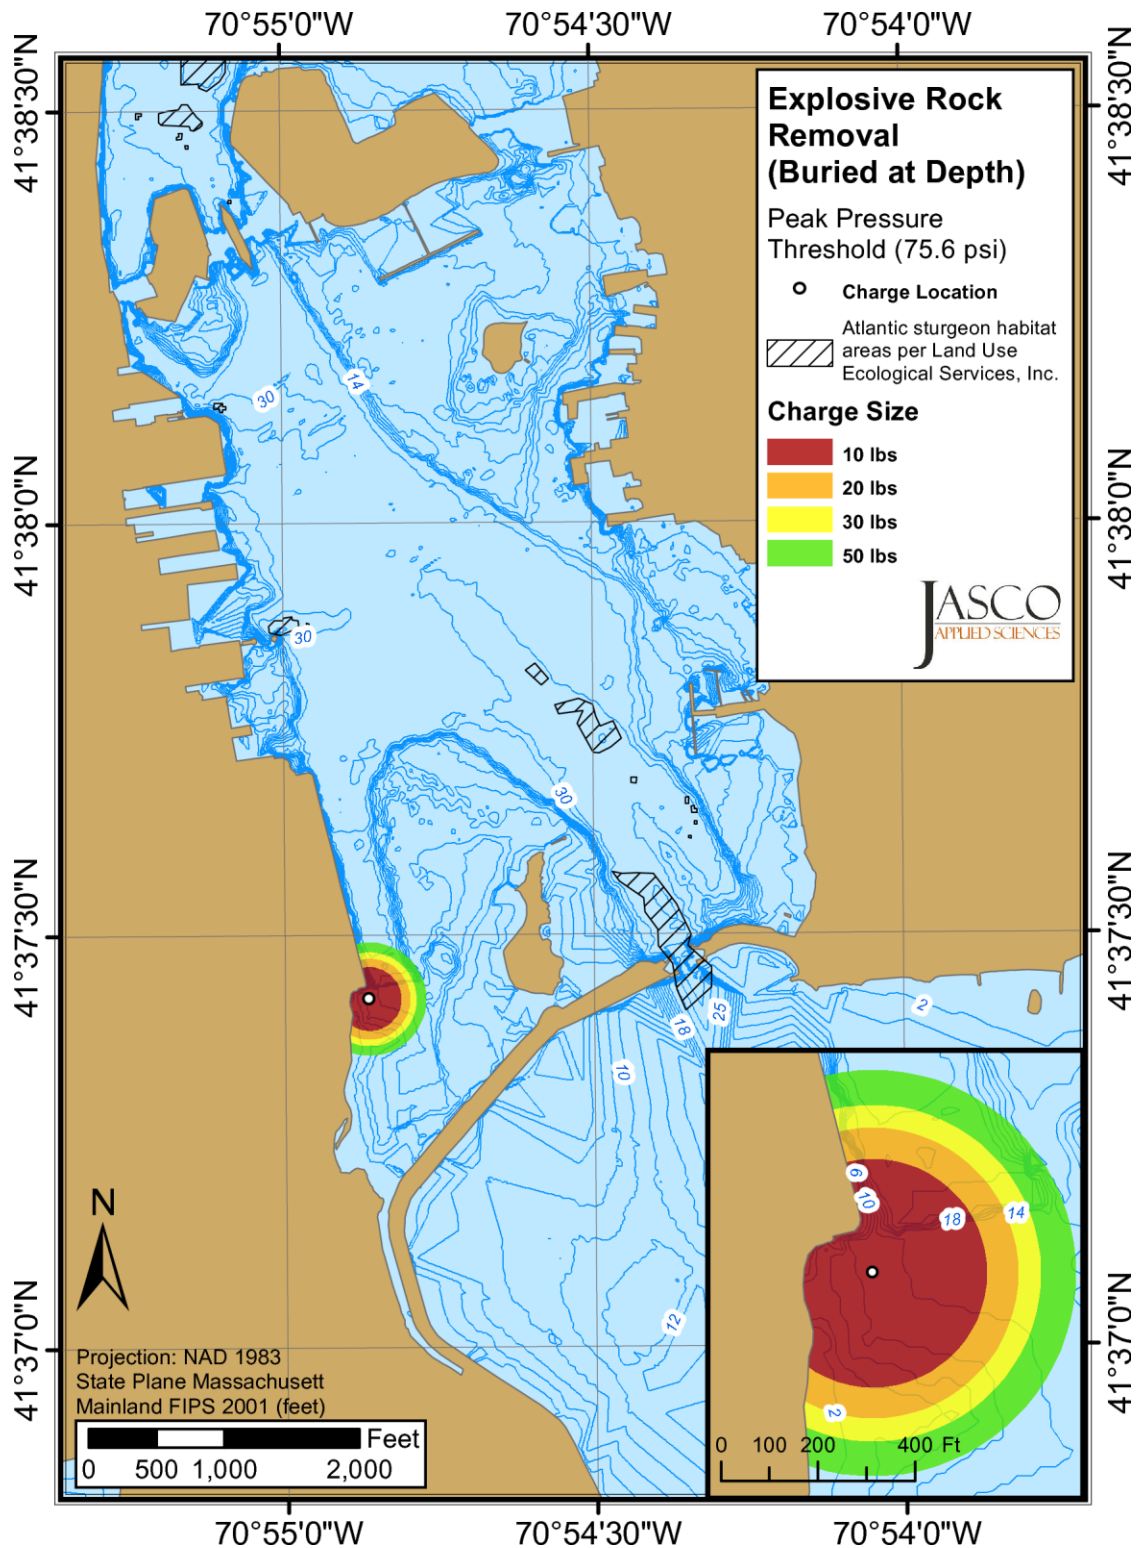 70°55'0"W
70°54'30"W
70°54'0"W
41°38'30"N
41°38'30"N
Explosive Rock
Removal
(Buried at Depth)
Peak Pressure
Threshold (75.6 psi)
Charge Location
Atlantic sturgeon habitat
areas per Land Use
Ecological Services, Inc.
Charge Size
10 lbs
20 lbs
30 lbs
50 lbs
JASCO
APPLIED SCIENCES
14
30
41°38'0"N
41°38'0"N
30
30
41°37'30"N
41°37'30"N
2
25
18
10
12
6
10
18
14
2
0 100 200 400 Ft
41°37'0"N
41°37'0"N
N
Projection: NAD 1983
State Plane Massachusett
Mainland FIPS 2001 (feet)
Feet
0 500 1,000 2,000
70°55'0"W
70°54'30"W
70°54'0"W